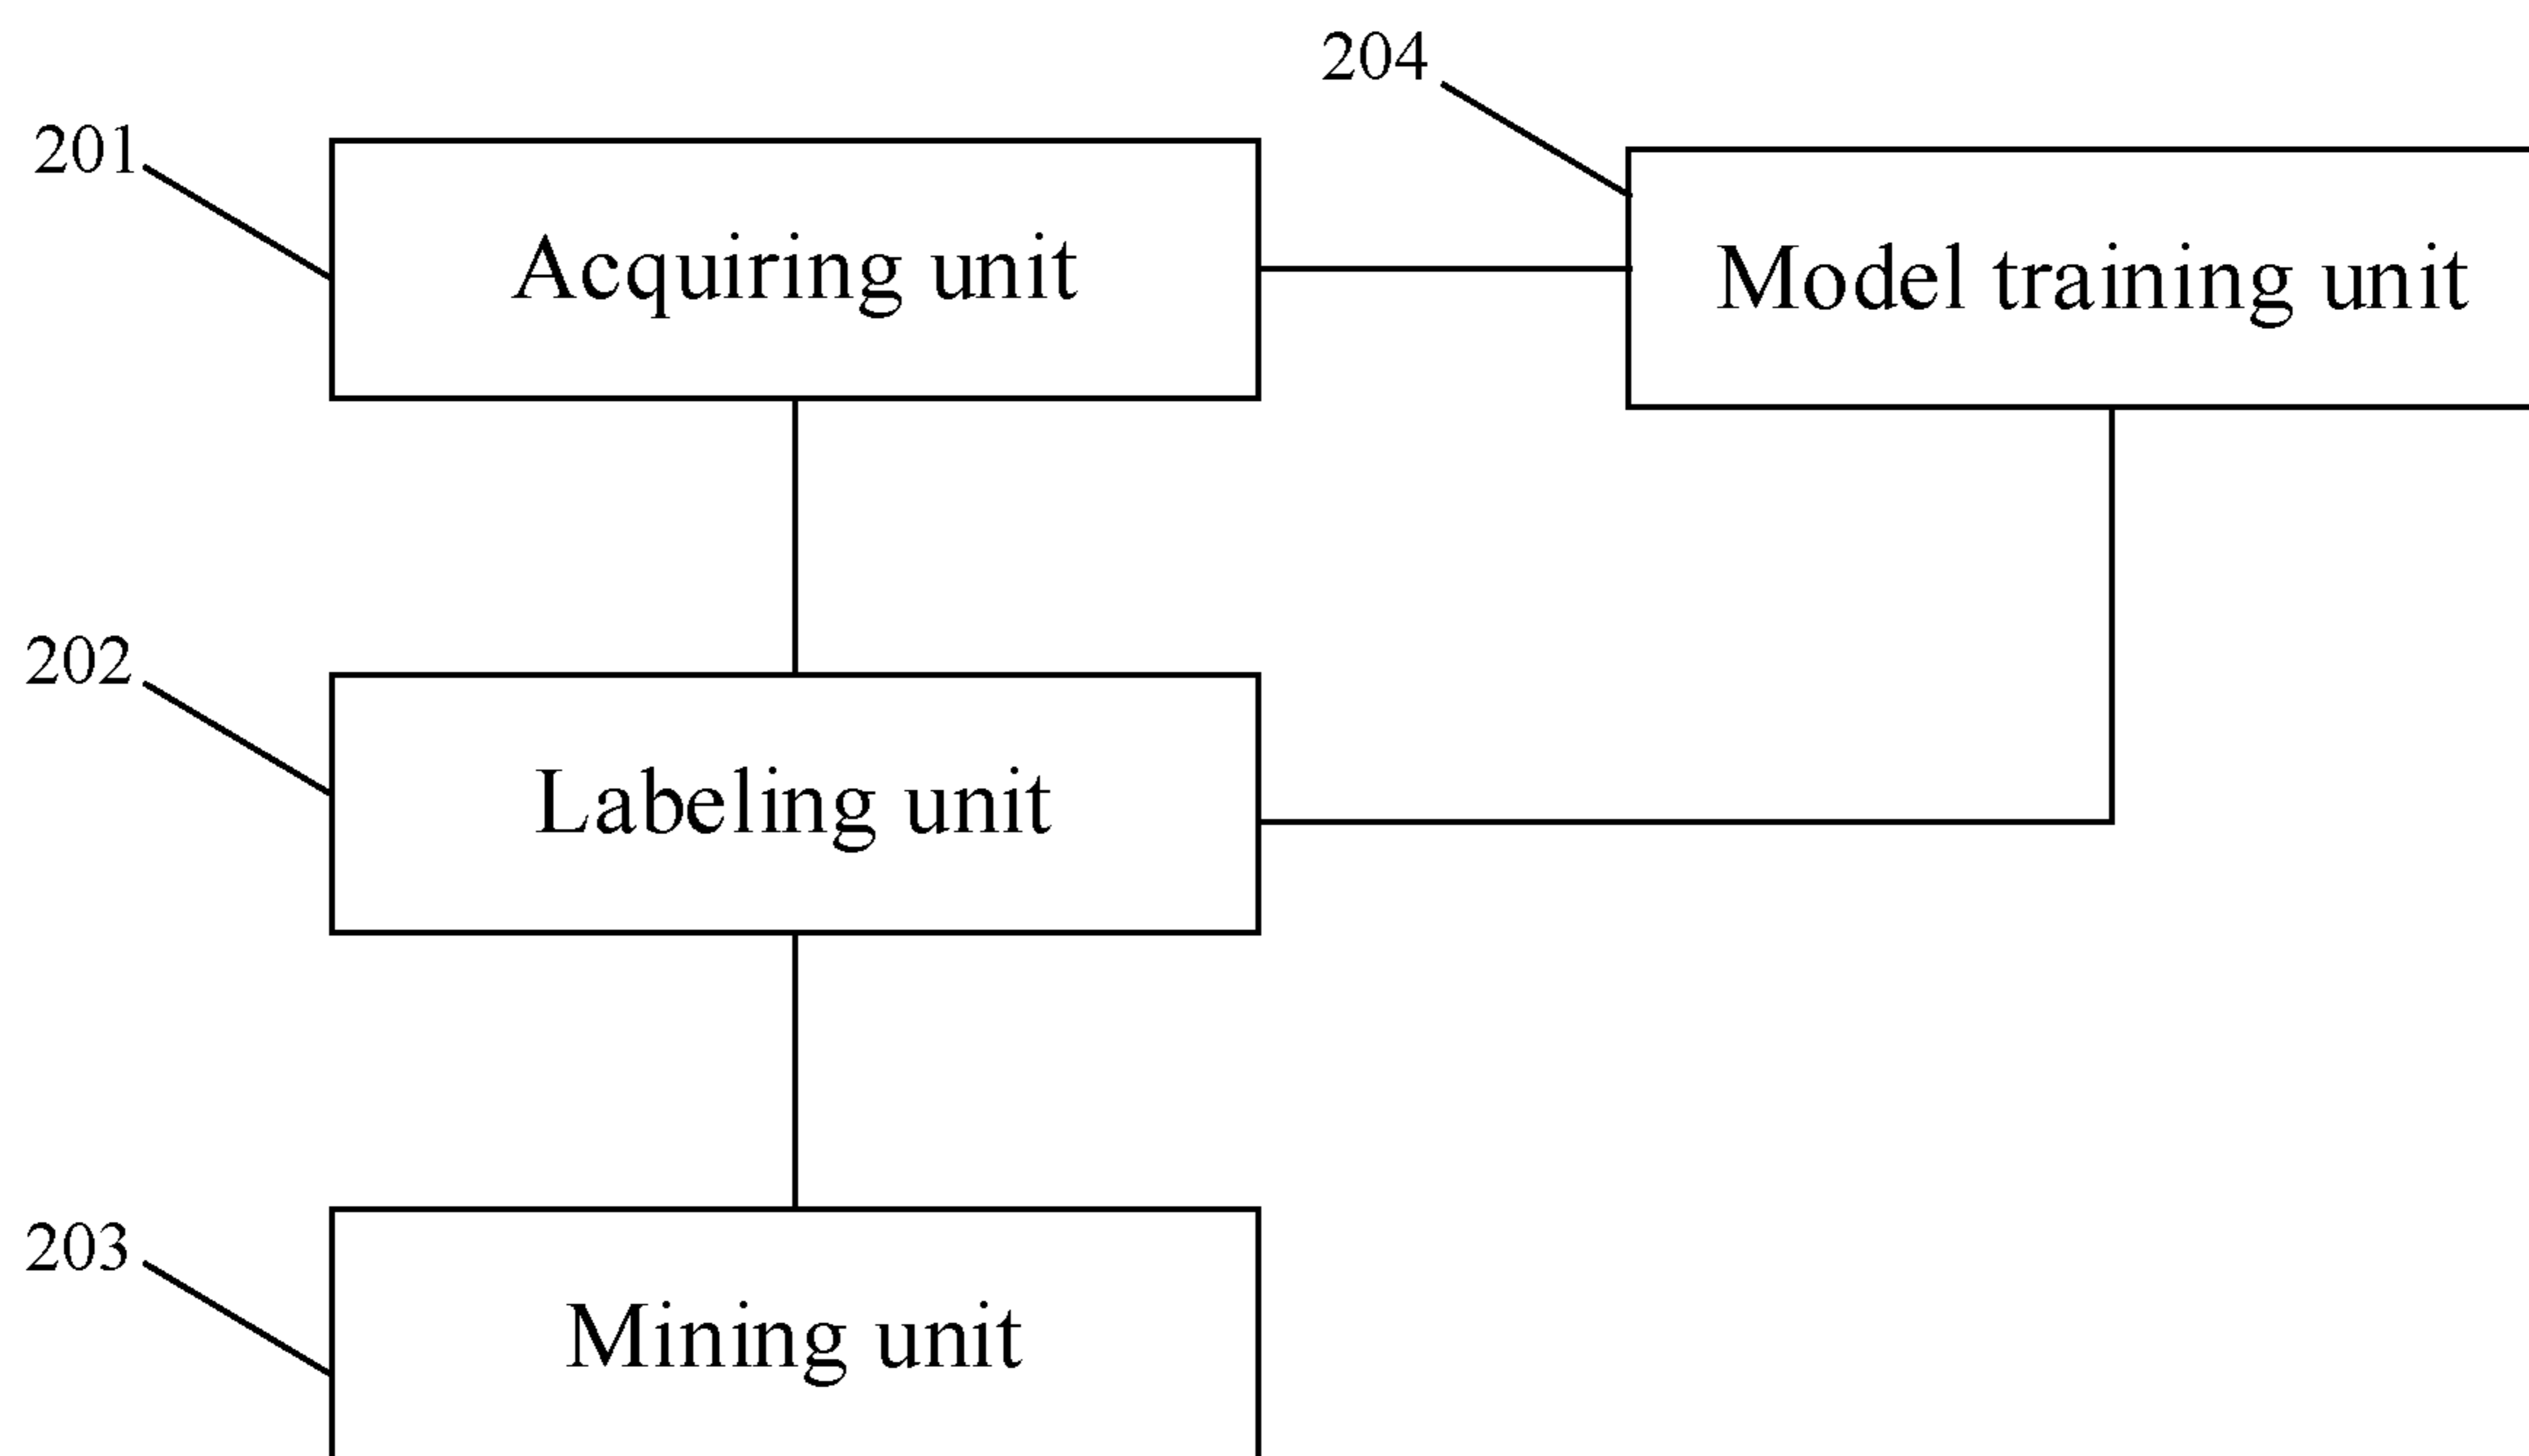 204
201
Acquiring unit
Model training unit
202
Labeling unit
203
Mining unit